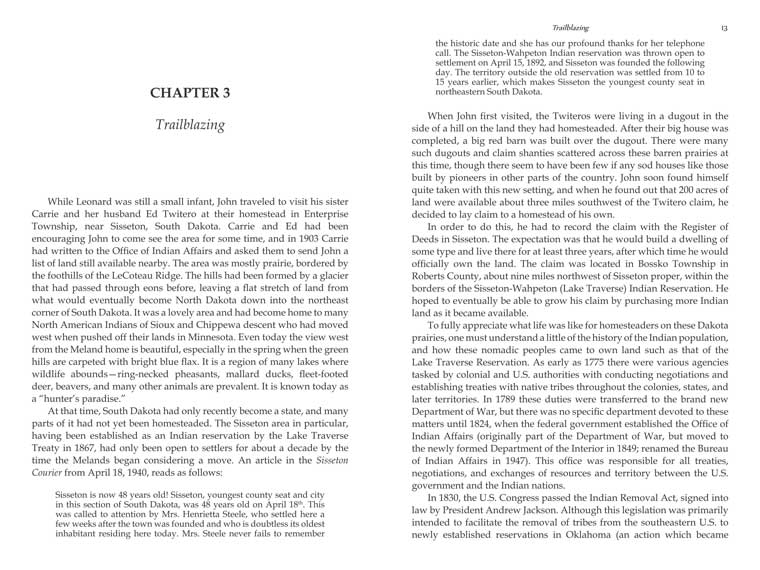 CHAPTER 3
Trailblazing
While Leonard was still a small infant, John traveled to visit his sister
Carrie and her husband Ed Twitero at their homestead in Enterprise
Township, near Sisseton, South Dakota. Carrie and Ed had been
encouraging John to come see the area for some time, and in 1903 Carrie
had written to the Office of Indian Affairs and asked them to send John a
list of land still available nearby. The area was mostly prairie, bordered by
the foothills of the LeCoteau Ridge. The hills had been formed by a glacier
that had passed through eons before, leaving a flat stretch of land from
what would eventually become North Dakota down into the northeast
corner of South Dakota. It was a lovely area and had become home to many
North American Indians of Sioux and Chippewa descent who had moved
west when pushed off their lands in Minnesota. Even today the view west
from the Meland home is beautiful, especially in the spring when the green
hills are carpeted with bright blue flax. It is a region of many lakes where
wildlife abounds—ring-necked pheasants, mallard ducks, fleet-footed
deer, beavers, and many other animals are prevalent. It is known today as
a "hunter's paradise."
At that time, South Dakota had only recently become a state, and many
parts of it had not yet been homesteaded. The Sisseton area in particular,
having been established as an Indian reservation by the Lake Traverse
Treaty in 1867, had only been open to settlers for about a decade by the
time the Melands began considering a move. An article in the Sisseton
Courier from April 18, 1940, reads as follows:
Sisseton is now 48 years old! Sisseton, youngest county seat and city
in this section of South Dakota, was 48 years old on April 18th. This
was called to attention by Mrs. Henrietta Steele, who settled here a
few weeks after the town was founded and who is doubtless its oldest
inhabitant residing here today. Mrs. Steele never fails to remember
Trailblazing 13
the historic date and she has our profound thanks for her telephone
call. The Sisseton-Wahpeton Indian reservation was thrown open to
settlement on April 15, 1892, and Sisseton was founded the following
day. The territory outside the old reservation was settled from 10 to
15 years earlier, which makes Sisseton the youngest county seat in
northeastern South Dakota.
When John first visited, the Twiteros were living in a dugout in the
side of a hill on the land they had homesteaded. After their big house was
completed, a big red barn was built over the dugout. There were many
such dugouts and claim shanties scattered across these barren prairies at
this time, though there seem to have been few if any sod houses like those
built by pioneers in other parts of the country. John soon found himself
quite taken with this new setting, and when he found out that 200 acres of
land were available about three miles southwest of the Twitero claim, he
decided to lay claim to a homestead of his own.
In order to do this, he had to record the claim with the Register of
Deeds in Sisseton. The expectation was that he would build a dwelling of
some type and live there for at least three years, after which time he would
officially own the land. The claim was located in Bossko Township in
Roberts County, about nine miles northwest of Sisseton proper, within the
borders of the Sisseton-Wahpeton (Lake Traverse) Indian Reservation. He
hoped to eventually be able to grow his claim by purchasing more Indian
land as it became available.
To fully appreciate what life was like for homesteaders on these Dakota
prairies, one must understand a little of the history of the Indian population,
and how these nomadic peoples came to own land such as that of the
Lake Traverse Reservation. As early as 1775 there were various agencies
tasked by colonial and U.S. authorities with conducting negotiations and
establishing treaties with native tribes throughout the colonies, states, and
later territories. In 1789 these duties were transferred to the brand new
Department of War, but there was no specific department devoted to these
matters until 1824, when the federal government established the Office of
Indian Affairs (originally part of the Department of War, but moved to
the newly formed Department of the Interior in 1849; renamed the Bureau
of Indian Affairs in 1947). This office was responsible for all treaties,
negotiations, and exchanges of resources and territory between the U.S.
government and the Indian nations.
In 1830, the U.S. Congress passed the Indian Removal Act, signed into
law by President Andrew Jackson. Although this legislation was primarily
intended to facilitate the removal of tribes from the southeastern U.S. to
newly established reservations in Oklahoma (an action which became